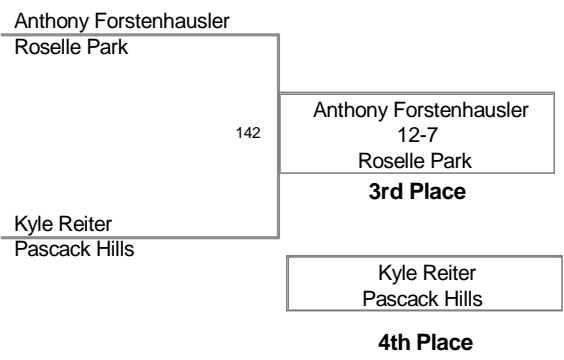 Anthony Forstenhausler
Roselle Park
142
Anthony Forstenhausler
12-7
Roselle Park
3rd Place
Kyle Reiter
Pascack Hills
Kyle Reiter
Pascack Hills
4th Place